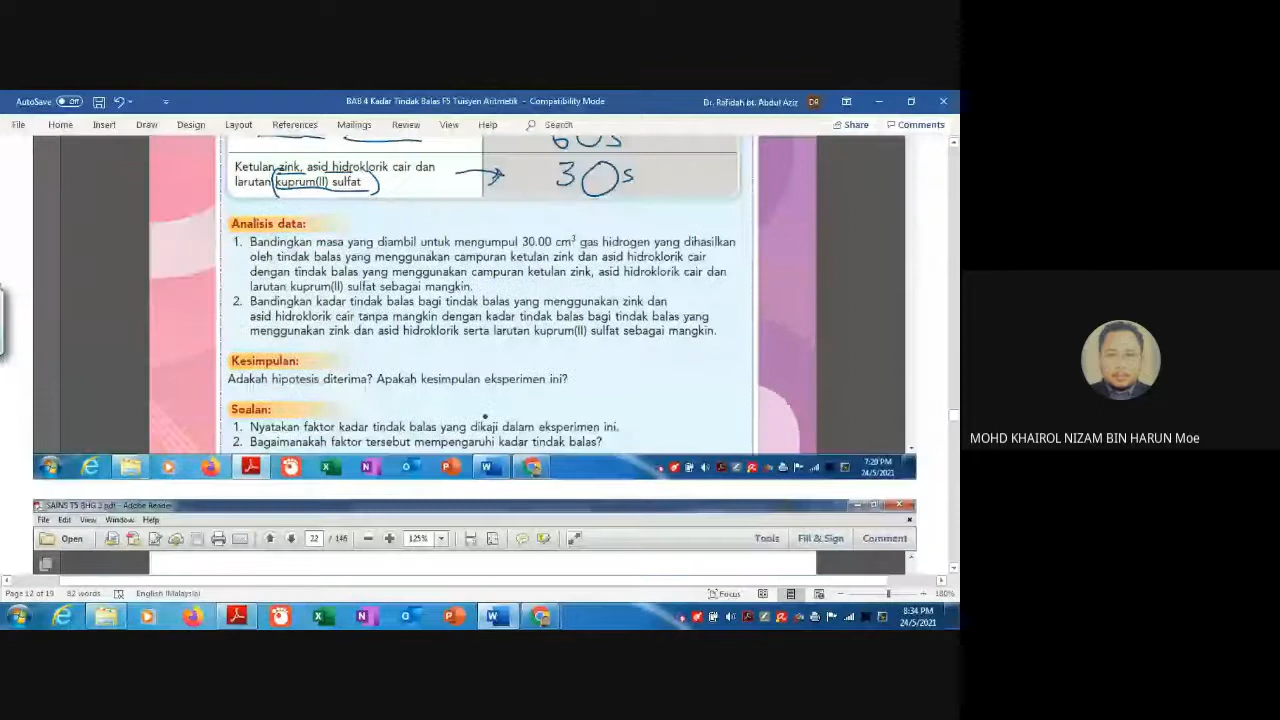 AutoSave Off
BAB 4 Kadar Tindak Balas F5 Tuisyen Aritmetik - Compatibility Mode
Dr. Rafidah bt. Abdul Aziz DR
File Home Insert Draw Design Layout References Mailings Review View Help Search Share Comments
60s
Ketulan zink, asid hidroklorik cair dan
larutan kuprum(II) sulfat
30s
Analisis data:
1. Bandingkan masa yang diambil untuk mengumpul 30.00 cm³ gas hidrogen yang dihasilkan
oleh tindak balas yang menggunakan campuran ketulan zink dan asid hidroklorik cair
dengan tindak balas yang menggunakan campuran ketulan zink, asid hidroklorik cair dan
larutan kuprum(II) sulfat sebagai mangkin.
2. Bandingkan kadar tindak balas bagi tindak balas yang menggunakan zink dan
asid hidroklorik cair tanpa mangkin dengan kadar tindak balas bagi tindak balas yang
menggunakan zink dan asid hidroklorik serta larutan kuprum(II) sulfat sebagai mangkin.
Kesimpulan:
Adakah hipotesis diterima? Apakah kesimpulan eksperimen ini?
Soalan:
1. Nyatakan faktor kadar tindak balas yang dikaji dalam eksperimen ini.
2. Bagaimanakah faktor tersebut mempengaruhi kadar tindak balas?
7:20 PM
24/5/2021
SAINS T5 BHG 2.pdf - Adobe Reader
File Edit View Window Help
Open 22 / 146 125% Tools Fill & Sign Comment
Page 12 of 19 82 words English (Malaysia) Focus 180%
8:34 PM
24/5/2021
MOHD KHAIROL NIZAM BIN HARUN Moe